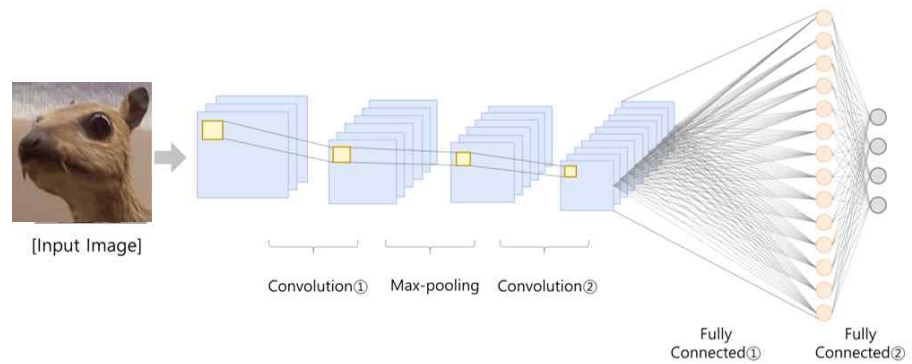 [Input Image]
Convolution①
Max-pooling
Convolution②
Fully
Connected①
Fully
Connected②